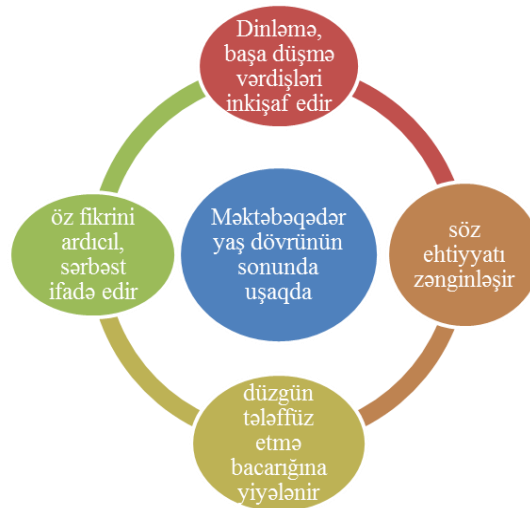 Dinləmə,
başa düşmə
vərdişləri
inkişaf edir
öz fikrini
ardıcıl,
sərbəst
ifadə edir
Məktəbəqədər
yaş dövrünün
sonunda
uşaqda
söz
ehtiyyatı
zənginləşir
düzgün
tələffüz
etmə
bacarığına
yiyələnir